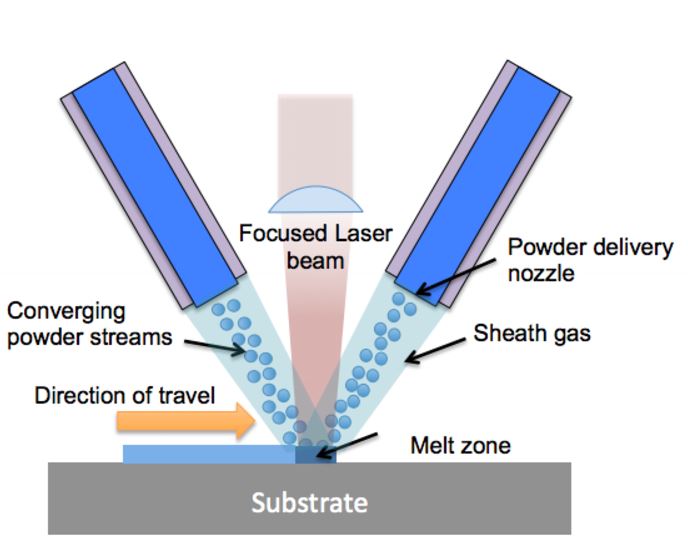 Focused Laser
beam
Powder delivery
nozzle
Converging
powder streams
Sheath gas
Direction of travel
Melt zone
Substrate